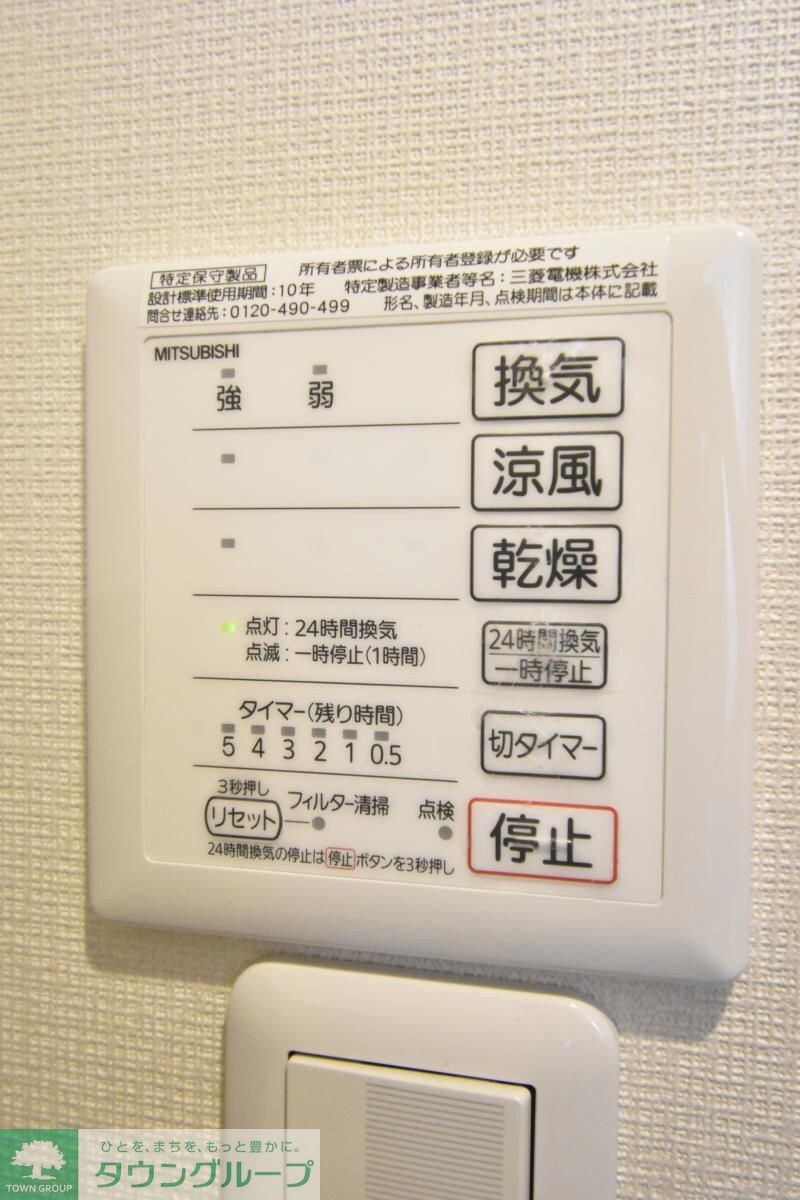 特定保守製品 所有者票による所有者登録が必要です
設計標準使用期間:10年 特定製造事業者等名:三菱電機株式会社
問合せ連絡先:0120-490-499 形名、製造年月、点検期間は本体に記載
MITSUBISHI
強 弱 換気
涼風
乾燥
点灯:24時間換気
点滅:一時停止(1時間)
24時間換気
一時停止
タイマー(残り時間)
5 4 3 2 1 0.5
切タイマー
3秒押し
リセット フィルター清掃 点検
停止
24時間換気の停止は停止ボタンを3秒押し
ひとを、まちを、もっと豊かに。
タウングループ
TOWN GROUP